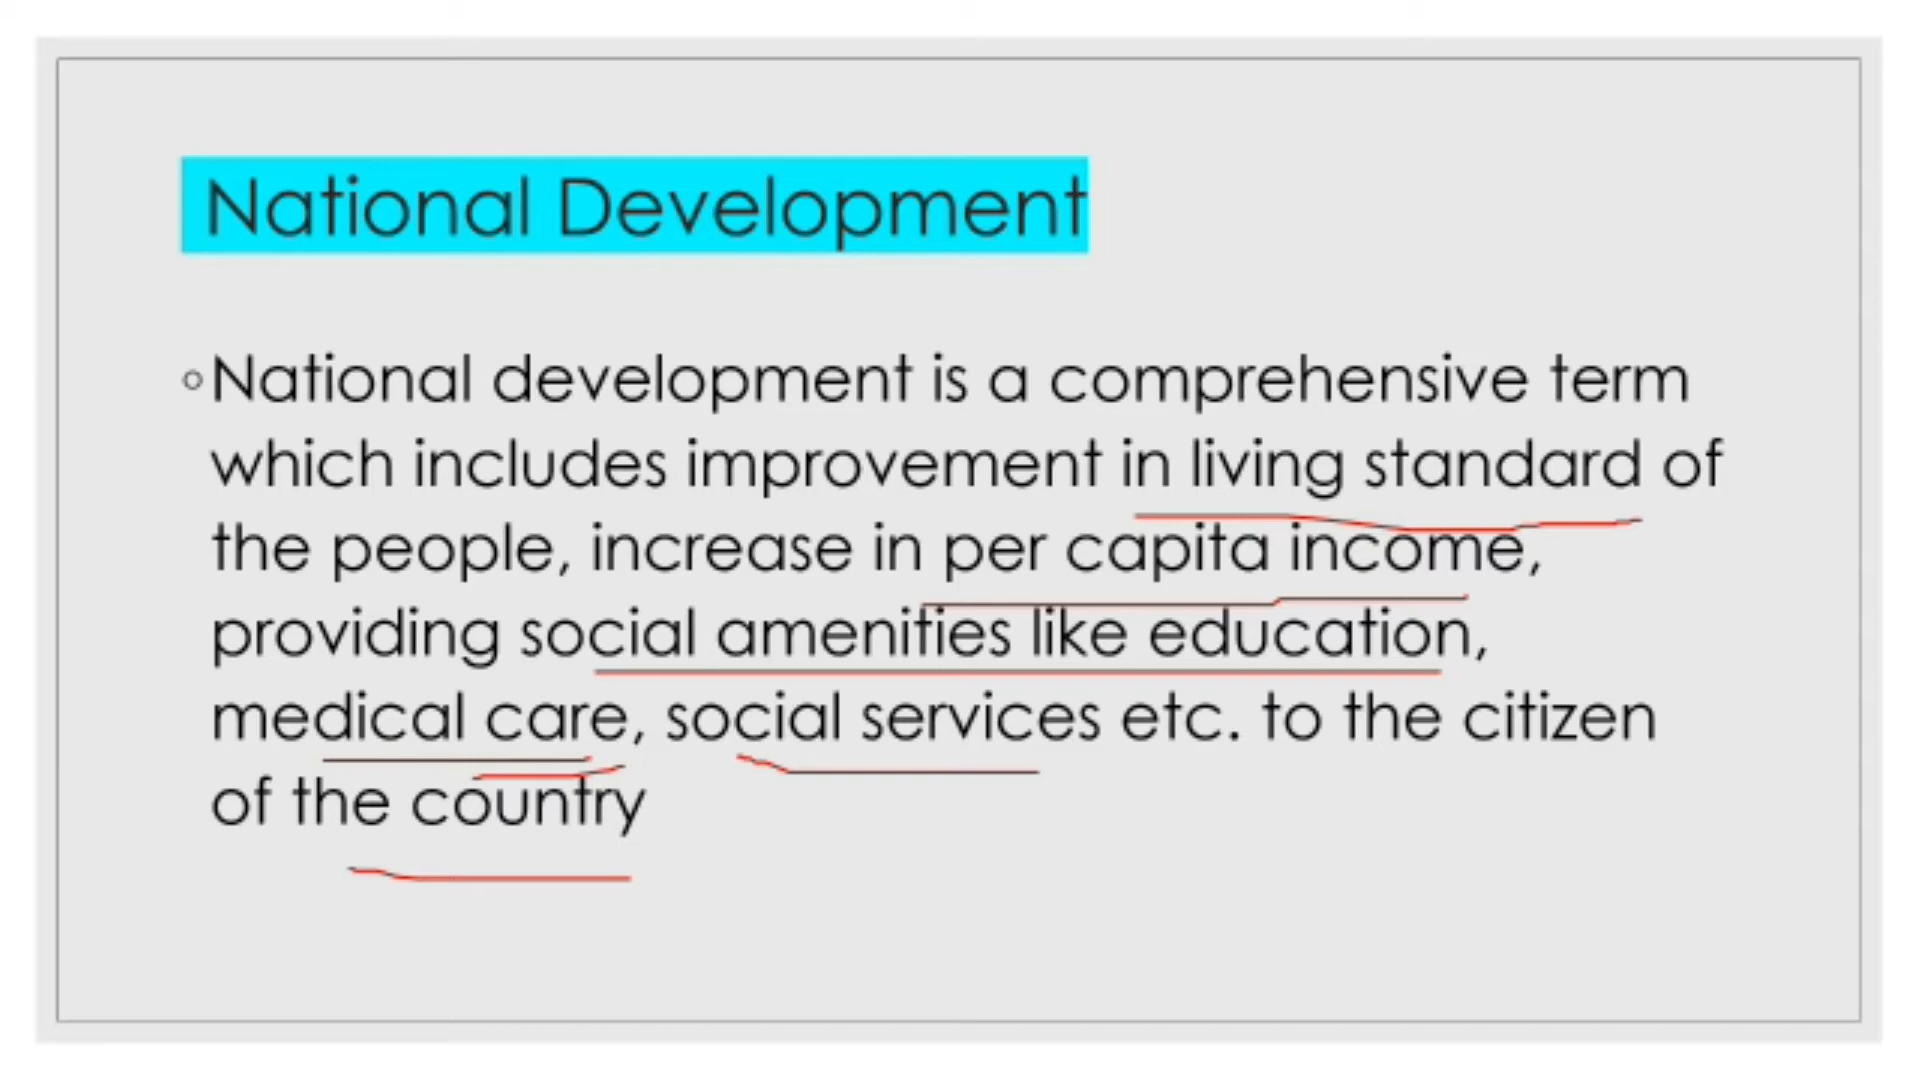 National Development
◦National development is a comprehensive term
which includes improvement in living standard of
the people, increase in per capita income,
providing social amenities like education,
medical care, social services etc. to the citizen
of the country